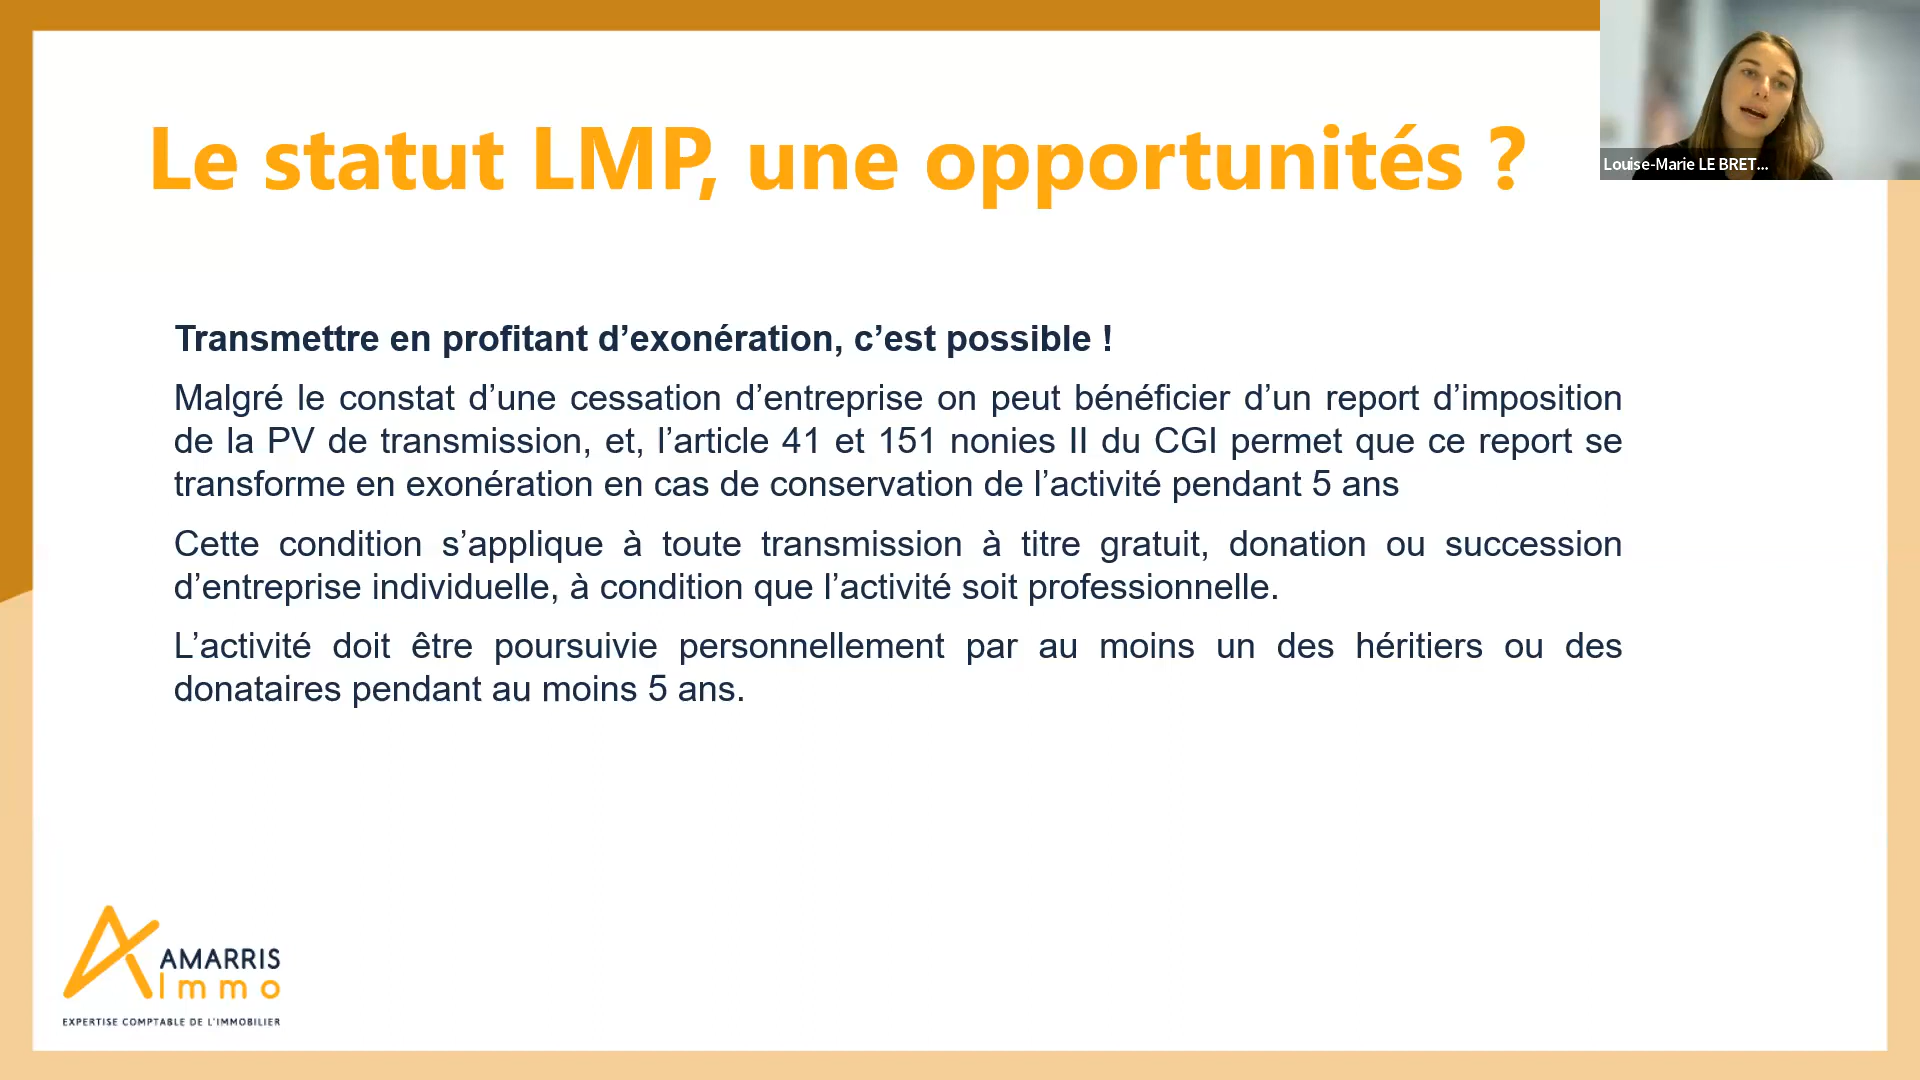 Le statut LMP, une opportunités ?
Louise-Marie LE BRET...
Transmettre en profitant d’exonération, c’est possible !
Malgré le constat d’une cessation d’entreprise on peut bénéficier d’un report d’imposition
de la PV de transmission, et, l’article 41 et 151 nonies II du CGI permet que ce report se
transforme en exonération en cas de conservation de l’activité pendant 5 ans
Cette condition s’applique à toute transmission à titre gratuit, donation ou succession
d’entreprise individuelle, à condition que l’activité soit professionnelle.
L’activité doit être poursuivie personnellement par au moins un des héritiers ou des
donataires pendant au moins 5 ans.
AMARRIS
Immo
EXPERTISE COMPTABLE DE L’IMMOBILIER